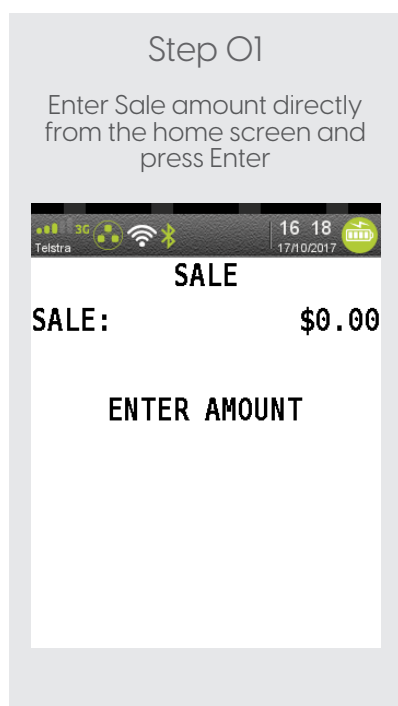 Step 01
Enter Sale amount directly
from the home screen and
press Enter
3G 16 18
Telstra 17/10/2017
SALE
SALE: $0.00
ENTER AMOUNT